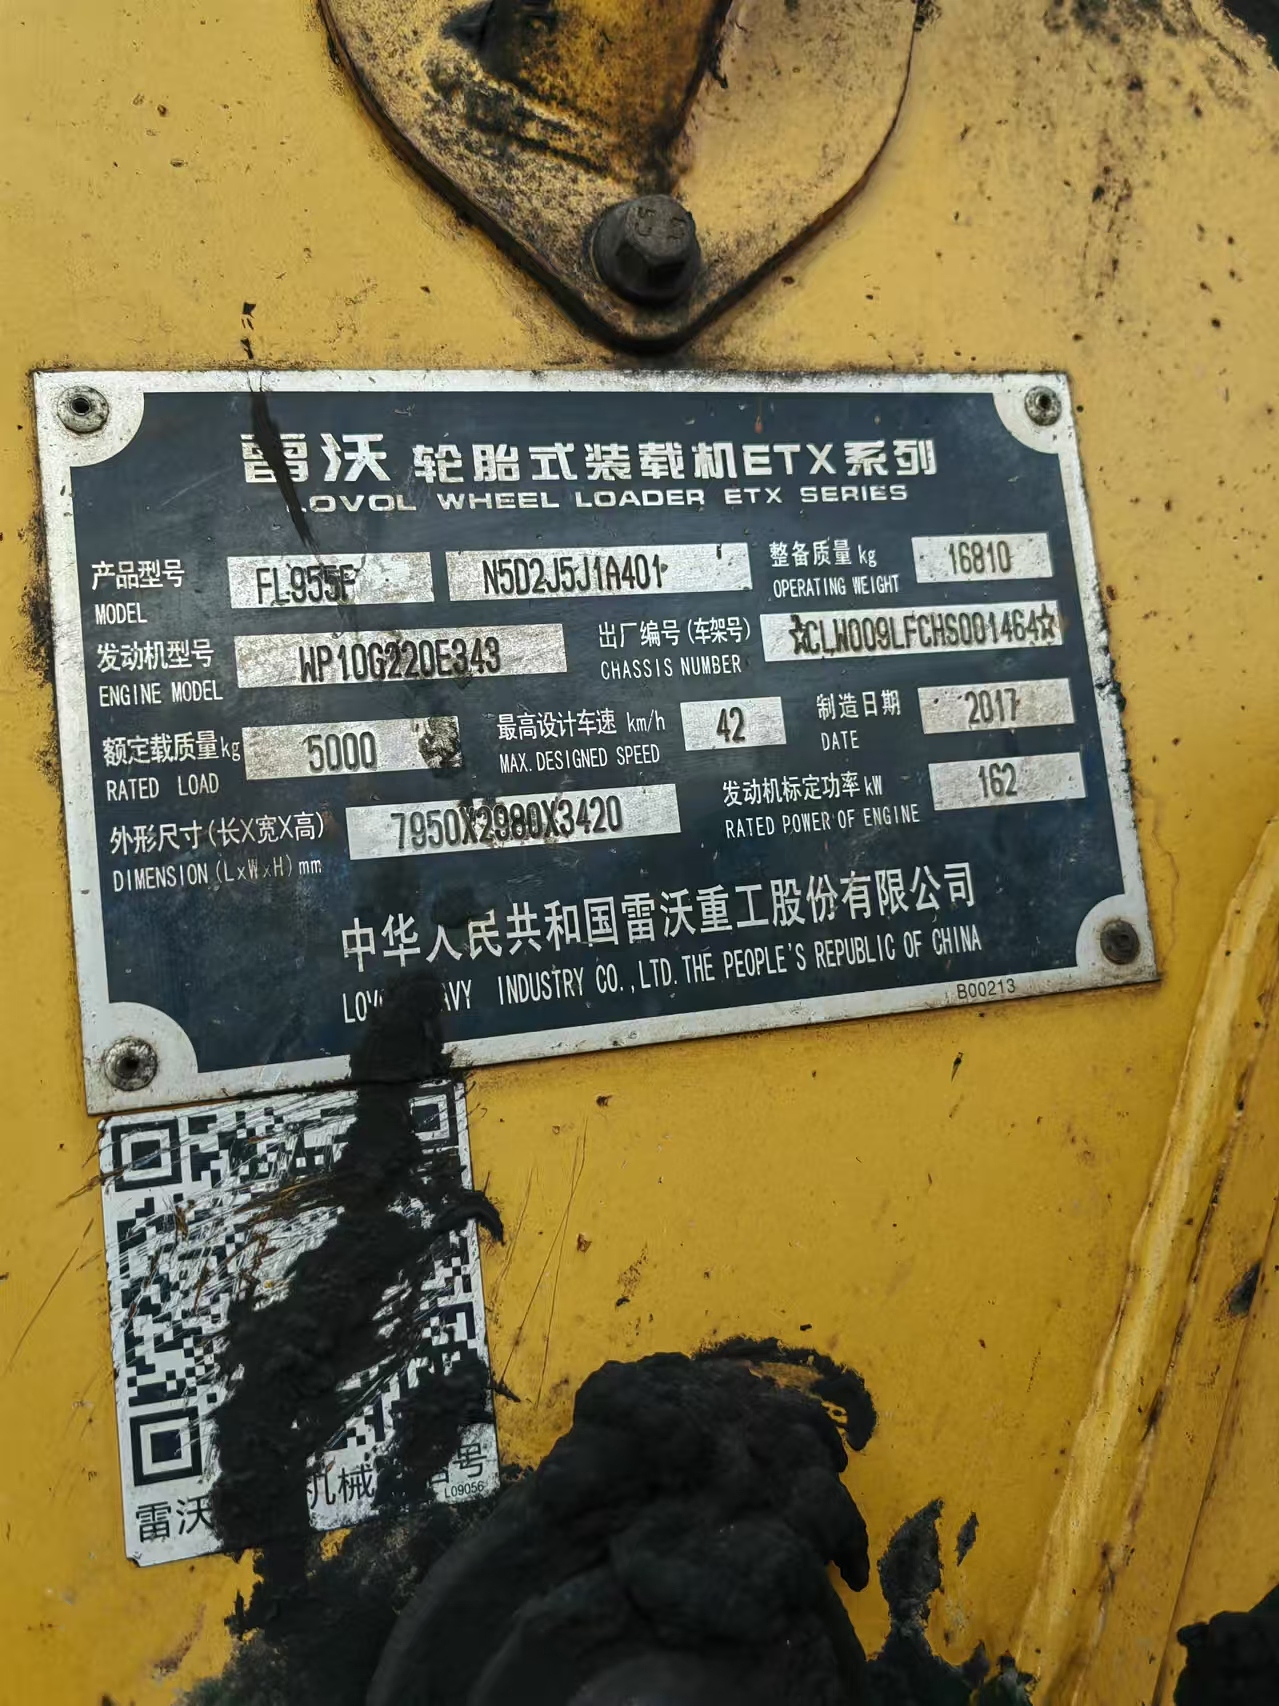 雷沃 轮胎式装载机ETX系列
LOVOL WHEEL LOADER ETX SERIES
产品型号 FL955F N5D2J5J1A401 整备质量 kg 16810
MODEL OPERATING WEIGHT
发动机型号 WP10G220E343 出厂编号(车架号) ☆CLW009LFCHS001464☆
ENGINE MODEL CHASSIS NUMBER
额定载质量kg 5000 最高设计车速 km/h 42 制造日期 2017
RATED LOAD MAX.DESIGNED SPEED DATE
外形尺寸(长X宽X高) 7950X2980X3420 发动机标定功率 kW 162
DIMENSION(LxWxH)mm RATED POWER OF ENGINE
中华人民共和国雷沃重工股份有限公司
INDUSTRY CO.,LTD.THE PEOPLE'S REPUBLIC OF CHINA
B00213
雷沃 机械 号
L09056